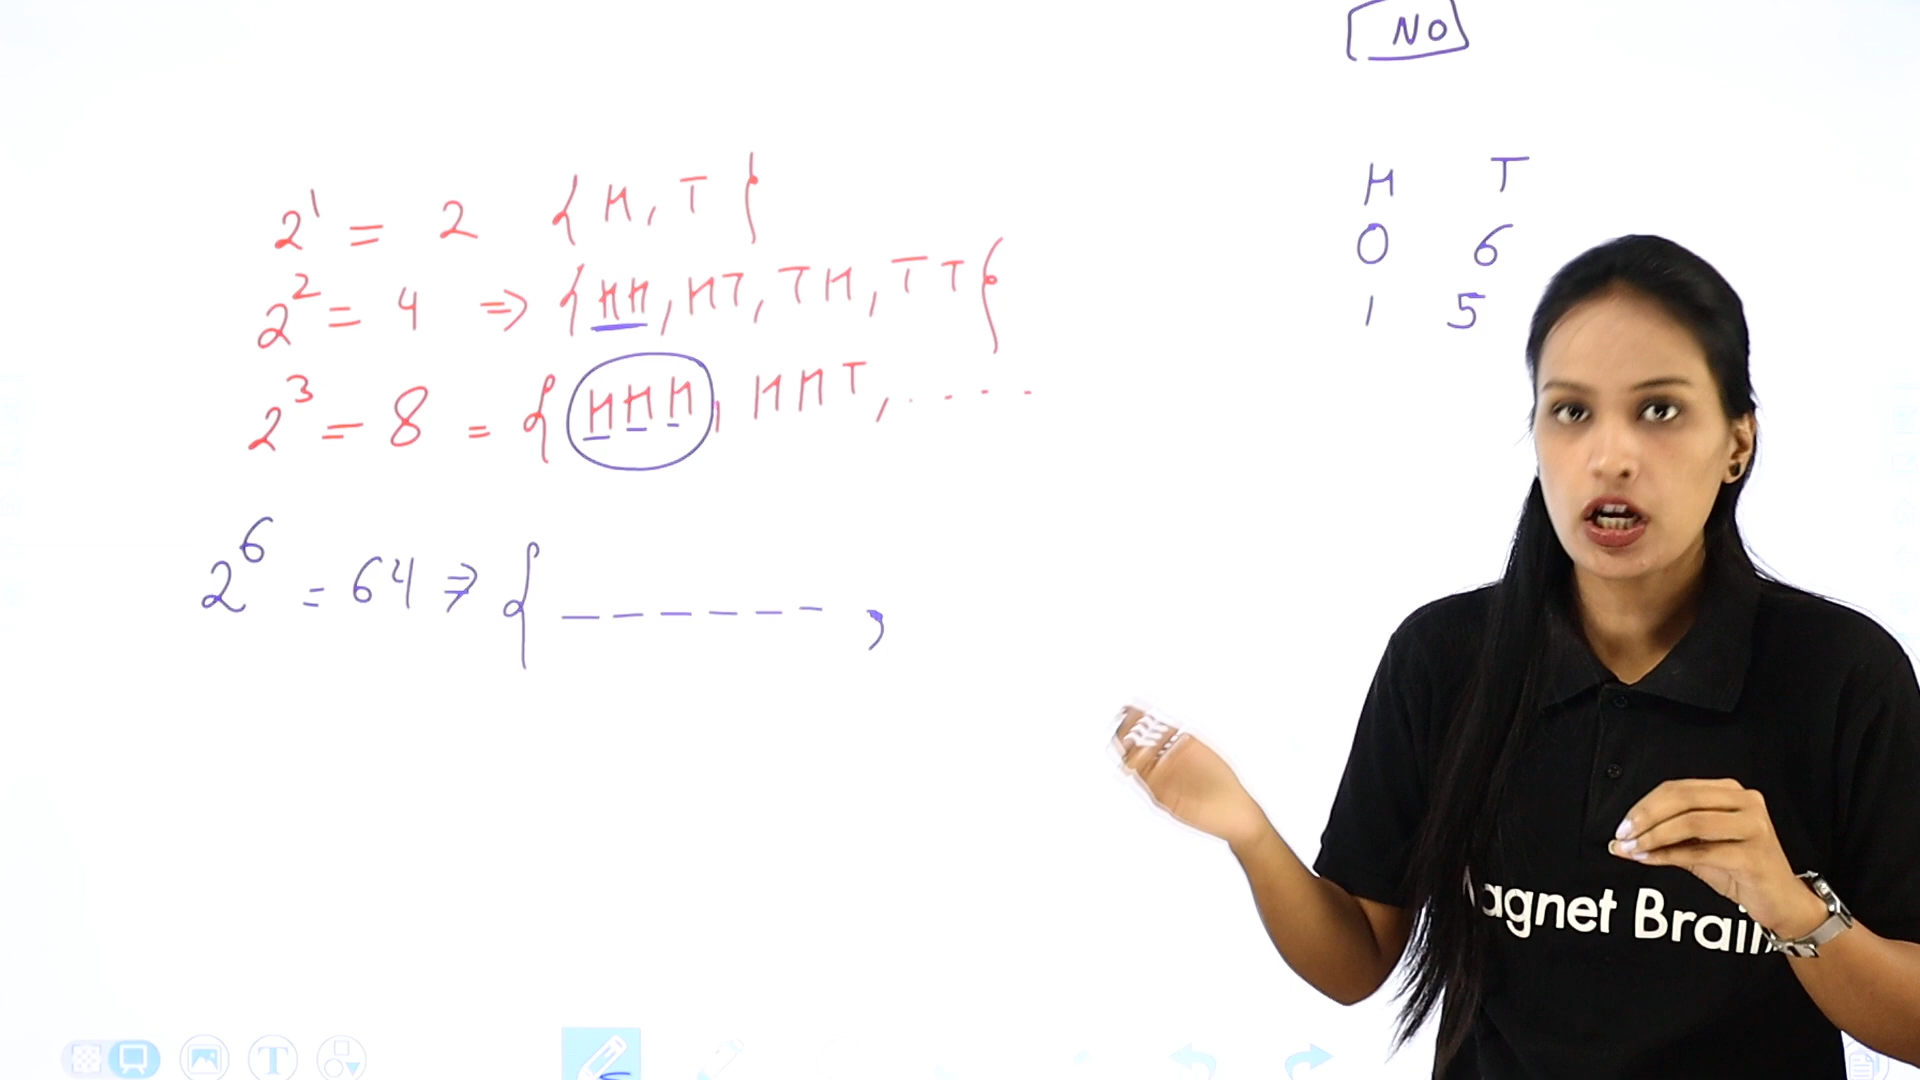 NO
2¹ = 2 { H, T }
2² = 4 ⇒ { HH, HT, TH, TT }
2³ = 8 = { HHH, HHT, . . . . .
2⁶ = 64 ⇒ { _ _ _ _ _ _ ,
H T
0 6
1 5
agnet Brain
T